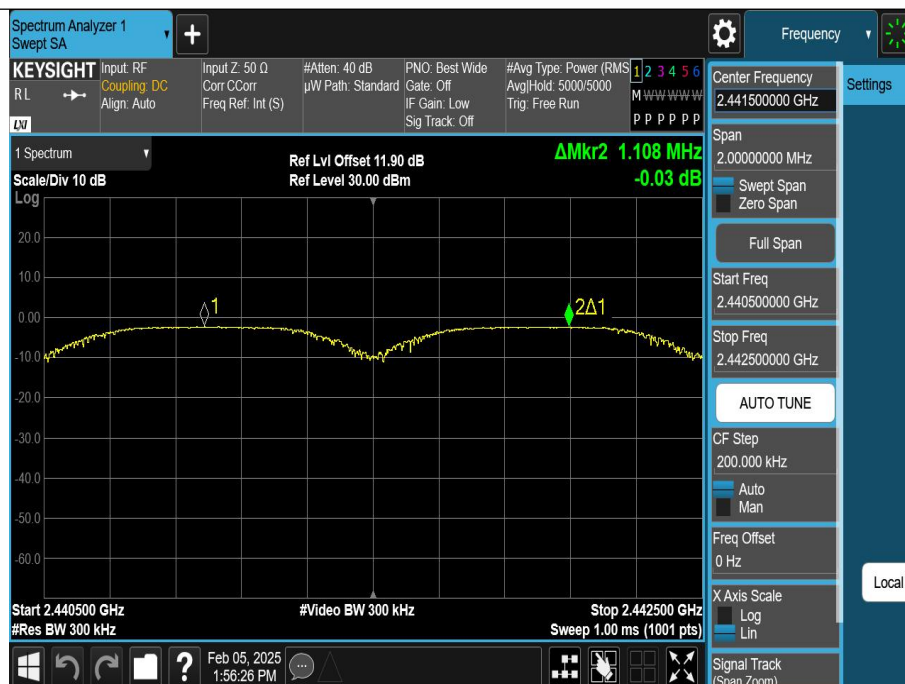 Spectrum Analyzer 1
Swept SA
+
Frequency
KEYSIGHT
RL
LXI
Input: RF
Coupling: DC
Align: Auto
Input Z: 50 Ω
Corr CCorr
Freq Ref: Int (S)
#Atten: 40 dB
µW Path: Standard
PNO: Best Wide
Gate: Off
IF Gain: Low
Sig Track: Off
#Avg Type: Power (RMS
Avg|Hold: 5000/5000
Trig: Free Run
1 2 3 4 5 6
M W W W W W
P P P P P P
1 Spectrum
Scale/Div 10 dB
Log
Ref Lvl Offset 11.90 dB
Ref Level 30.00 dBm
ΔMkr2 1.108 MHz
-0.03 dB
20.0
10.0
0.00
-10.0
-20.0
-30.0
-40.0
-50.0
-60.0
1
2Δ1
Start 2.440500 GHz
#Res BW 300 kHz
#Video BW 300 kHz
Stop 2.442500 GHz
Sweep 1.00 ms (1001 pts)
?
Feb 05, 2025
1:56:26 PM
Center Frequency
2.441500000 GHz
Settings
Span
2.00000000 MHz
Swept Span
Zero Span
Full Span
Start Freq
2.440500000 GHz
Stop Freq
2.442500000 GHz
AUTO TUNE
CF Step
200.000 kHz
Auto
Man
Freq Offset
0 Hz
Local
X Axis Scale
Log
Lin
Signal Track
(Span Zoom)